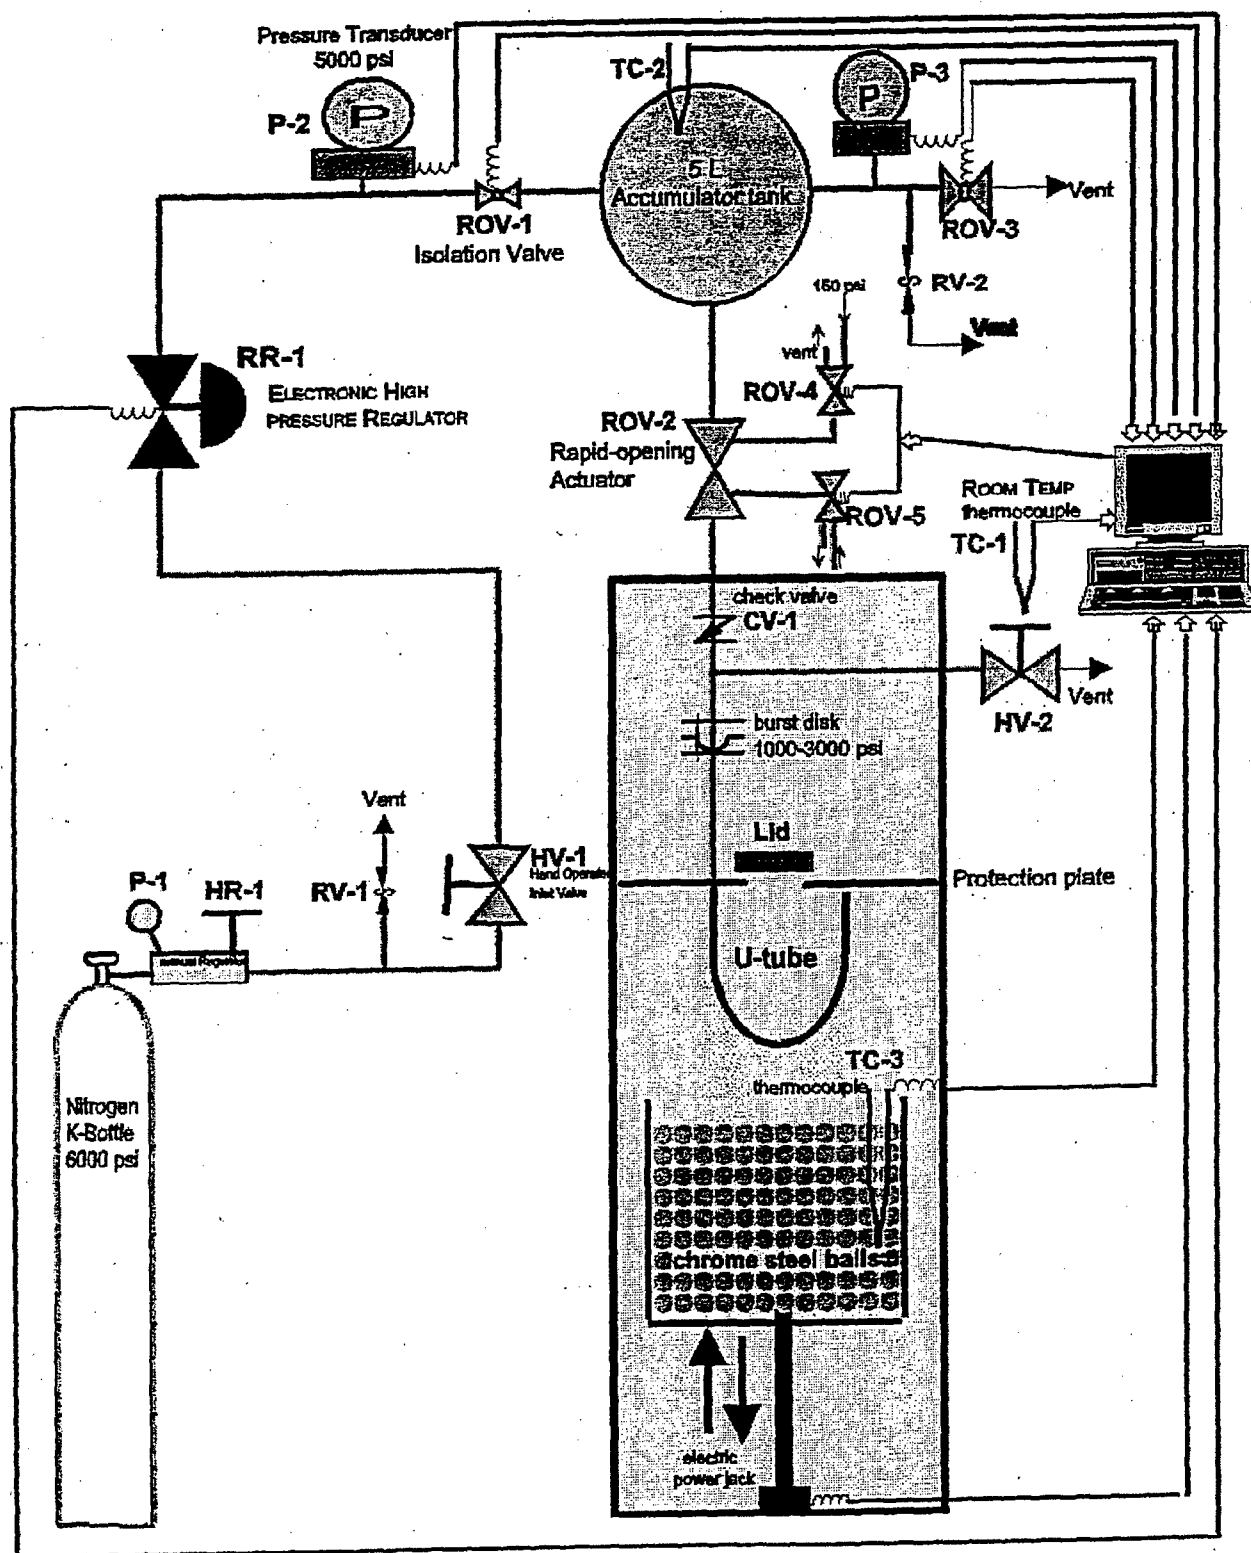 Pressure Transducer
5000 psi
P-2
P
TC-2
P-3
P
5 L
Accumulator tank
ROV-1
Isolation Valve
Vent
ROV-3
RV-2
Vent
150 psi
vent
ROV-4
RR-1
ELECTRONIC HIGH
PRESSURE REGULATOR
ROV-2
Rapid-opening
Actuator
ROV-5
ROOM TEMP
thermocouple
TC-1
check valve
CV-1
Vent
HV-2
burst disk
1000-3000 psi
Lid
Protection plate
Vent
HV-1
Hand Operated
Inlet Valve
P-1
HR-1
RV-1
manual Regulator
U-tube
TC-3
thermocouple
Nitrogen
K-Bottle
6000 psi
chrome steel balls
electric
power jack